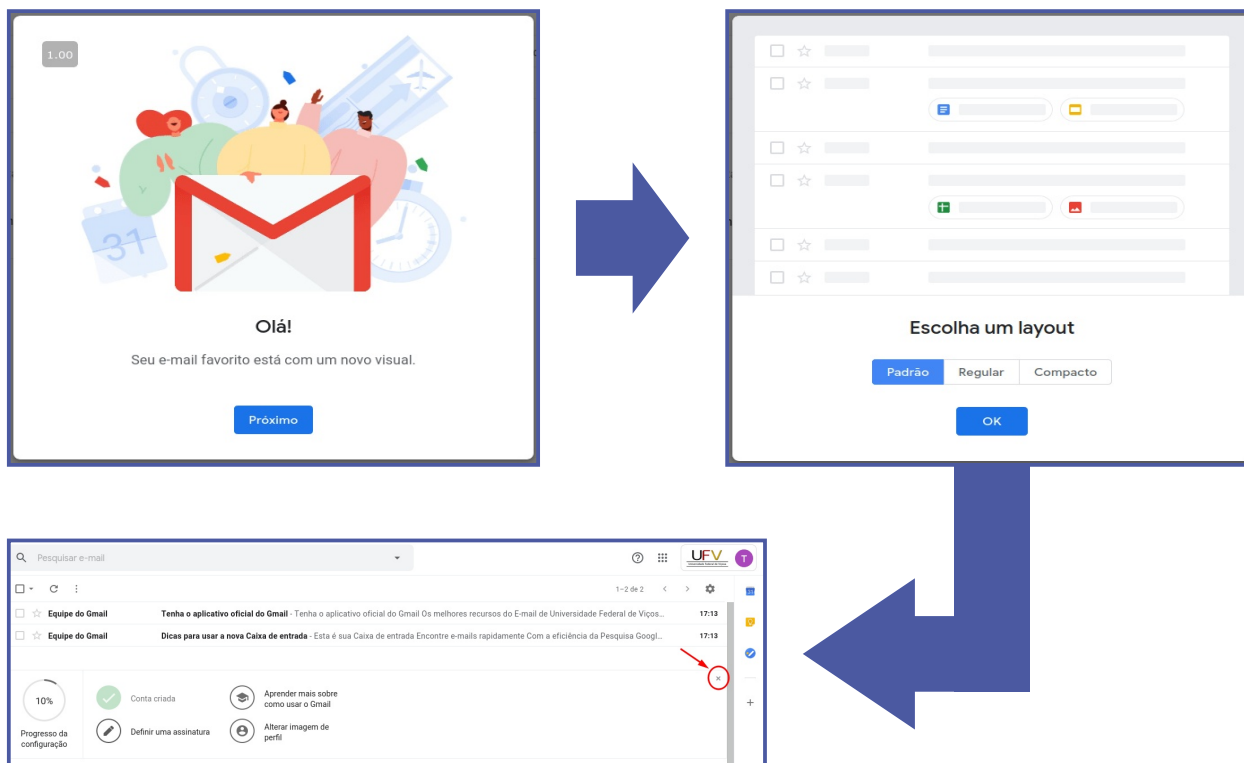 1.00
31
Olá!
Seu e-mail favorito está com um novo visual.
Próximo
Escolha um layout
Padrão Regular Compacto
OK
Pesquisar e-mail
UFV
T
1–2 de 2
Equipe do Gmail Tenha o aplicativo oficial do Gmail - Tenha o aplicativo oficial do Gmail Os melhores recursos do E-mail de Universidade Federal de Viços... 17:13
Equipe do Gmail Dicas para usar a nova Caixa de entrada - Esta é sua Caixa de entrada Encontre e-mails rapidamente Com a eficiência da Pesquisa Googl... 17:13
10%
Progresso da
configuração
Conta criada
Definir uma assinatura
Aprender mais sobre
como usar o Gmail
Alterar imagem de
perfil